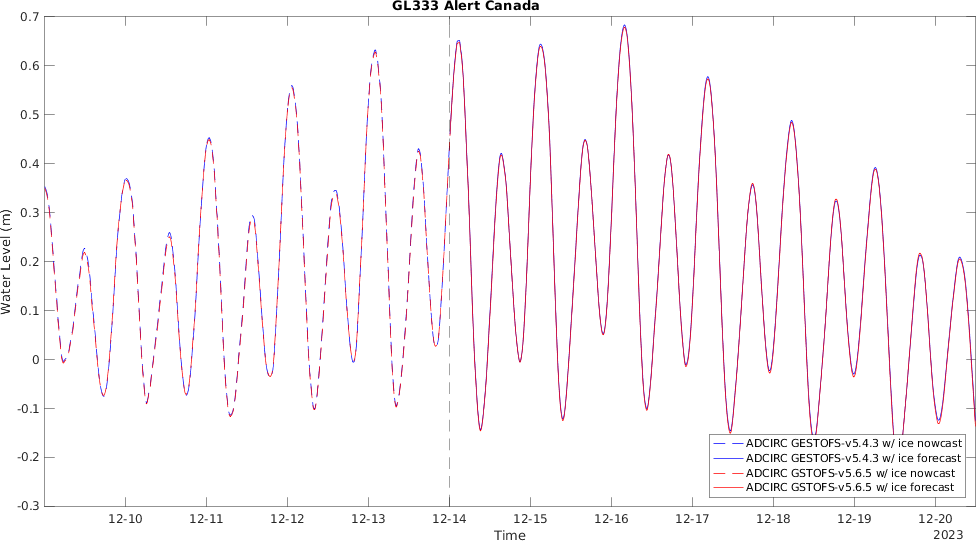 GL333 Alert Canada
0.7
0.6
0.5
0.4
0.3
0.2
0.1
0
-0.1
-0.2
-0.3
Water Level (m)
ADCIRC GESTOFS-v5.4.3 w/ ice nowcast
ADCIRC GESTOFS-v5.4.3 w/ ice forecast
ADCIRC GSTOFS-v5.6.5 w/ ice nowcast
ADCIRC GSTOFS-v5.6.5 w/ ice forecast
12-10 12-11 12-12 12-13 12-14 12-15 12-16 12-17 12-18 12-19 12-20
Time
2023